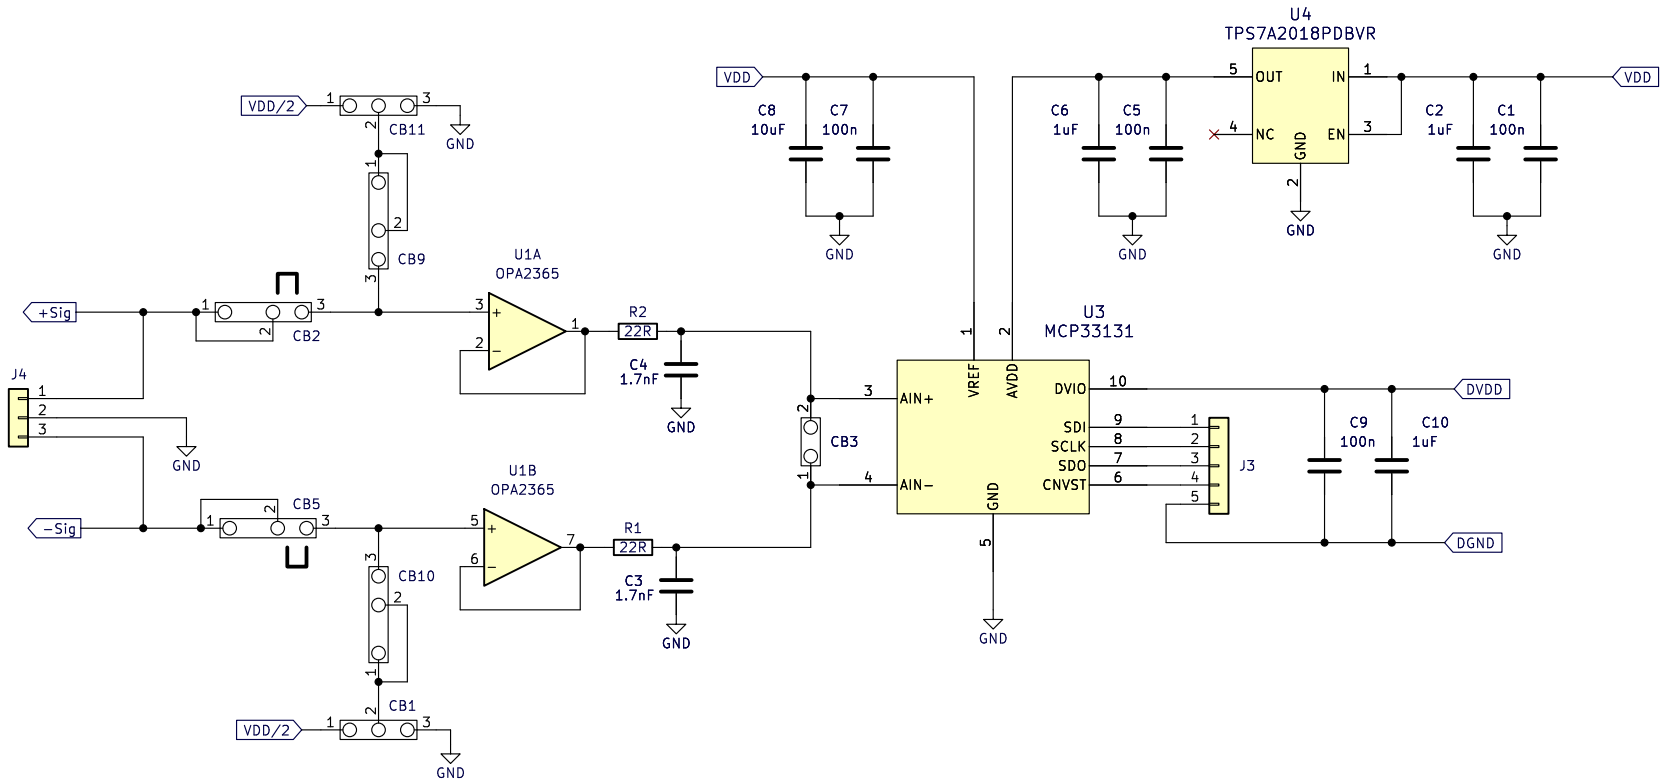 U4
TPS7A2018PDBVR
VDD
5 OUT IN 1
VDD
C8
10uF
C7
100n
C6
1uF
C5
100n
4 NC EN 3
GND
2
GND
C2
1uF
C1
100n
GND
GND
GND
VDD/2
1
3
2
CB11
GND
1
2
CB9
3
+Sig
1
2
3
CB2
U1A
OPA2365
3
+
2
−
1
R2
22R
C4
1.7nF
GND
U3
MCP33131
1
VREF
2
AVDD
3
AIN+
4
AIN−
DVIO
10
DVDD
SDI
9
1
SCLK
8
2
SDO
7
3
CNVST
6
4
5
J3
GND
5
GND
C9
100n
C10
1uF
DGND
2
CB3
1
J4
1
2
3
GND
−Sig
1
2
3
CB5
U1B
OPA2365
5
+
6
−
7
R1
22R
C3
1.7nF
GND
3
CB10
2
1
VDD/2
1
2
3
CB1
GND